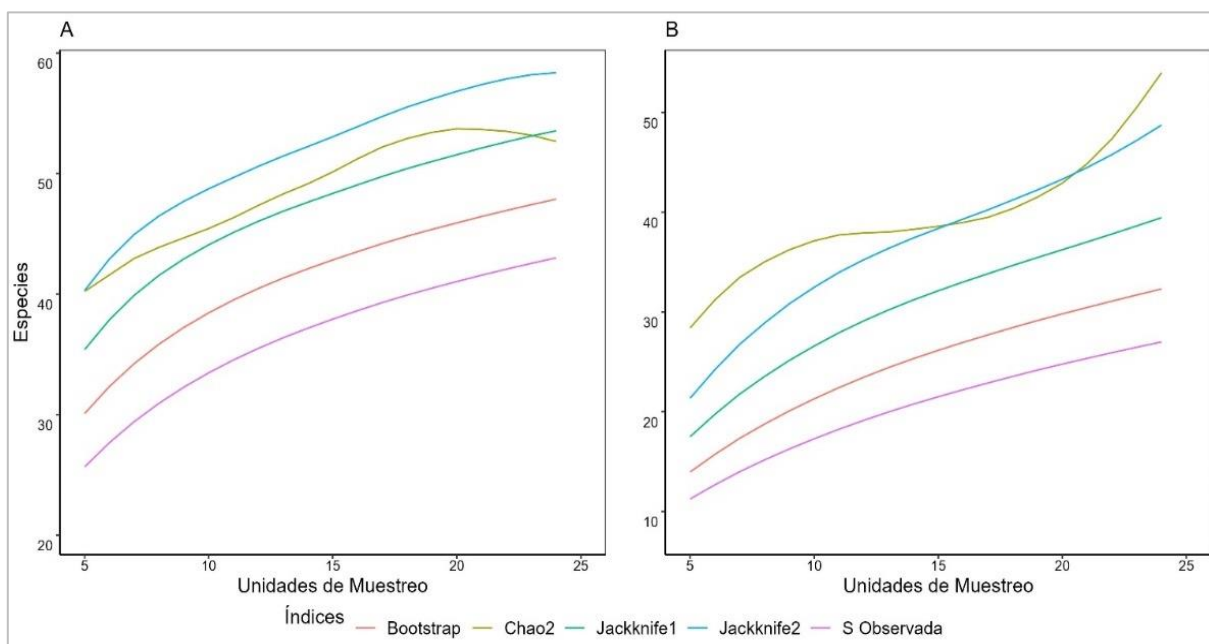 A
B
60
50
40
30
20
Especies
50
40
30
20
10
5 10 15 20 25
5 10 15 20 25
Unidades de Muestreo
Unidades de Muestreo
Índices
Bootstrap Chao2 Jackknife1 Jackknife2 S Observada